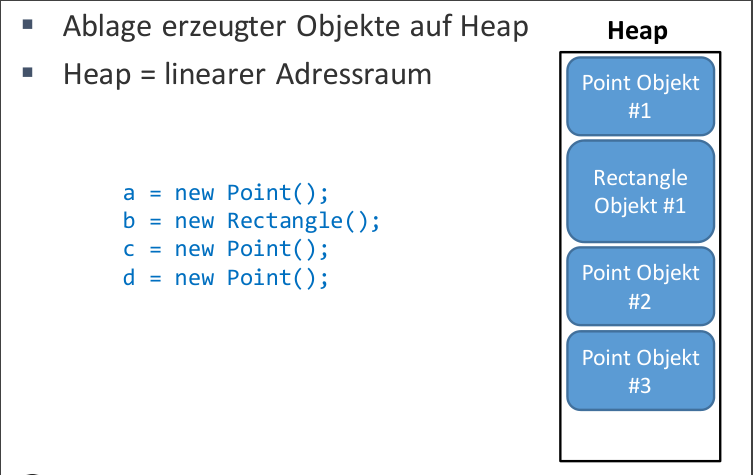 ▪ Ablage erzeugter Objekte auf Heap
▪ Heap = linearer Adressraum
a = new Point();
b = new Rectangle();
c = new Point();
d = new Point();
Heap
Point Objekt
#1
Rectangle
Objekt #1
Point Objekt
#2
Point Objekt
#3